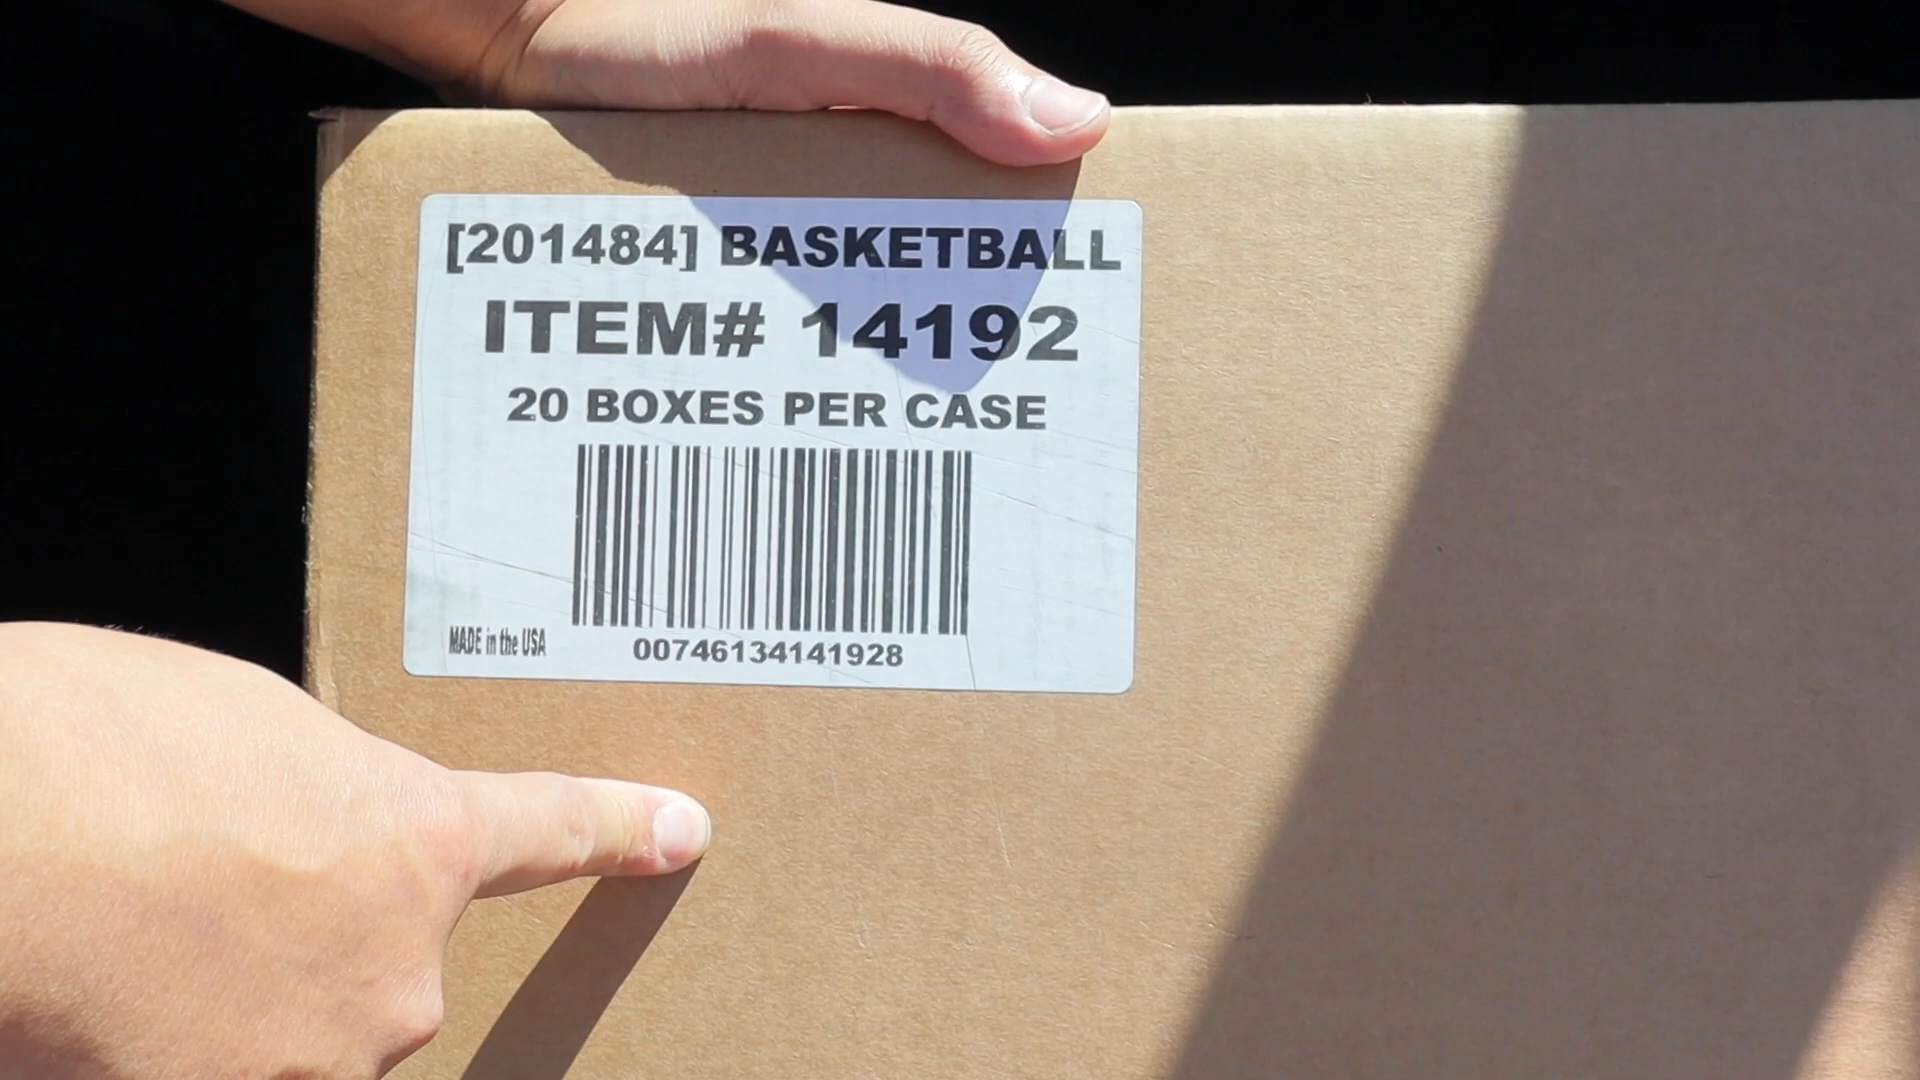 [201484] BASKETBALL
ITEM# 14192
20 BOXES PER CASE
MADE in the USA
00746134141928